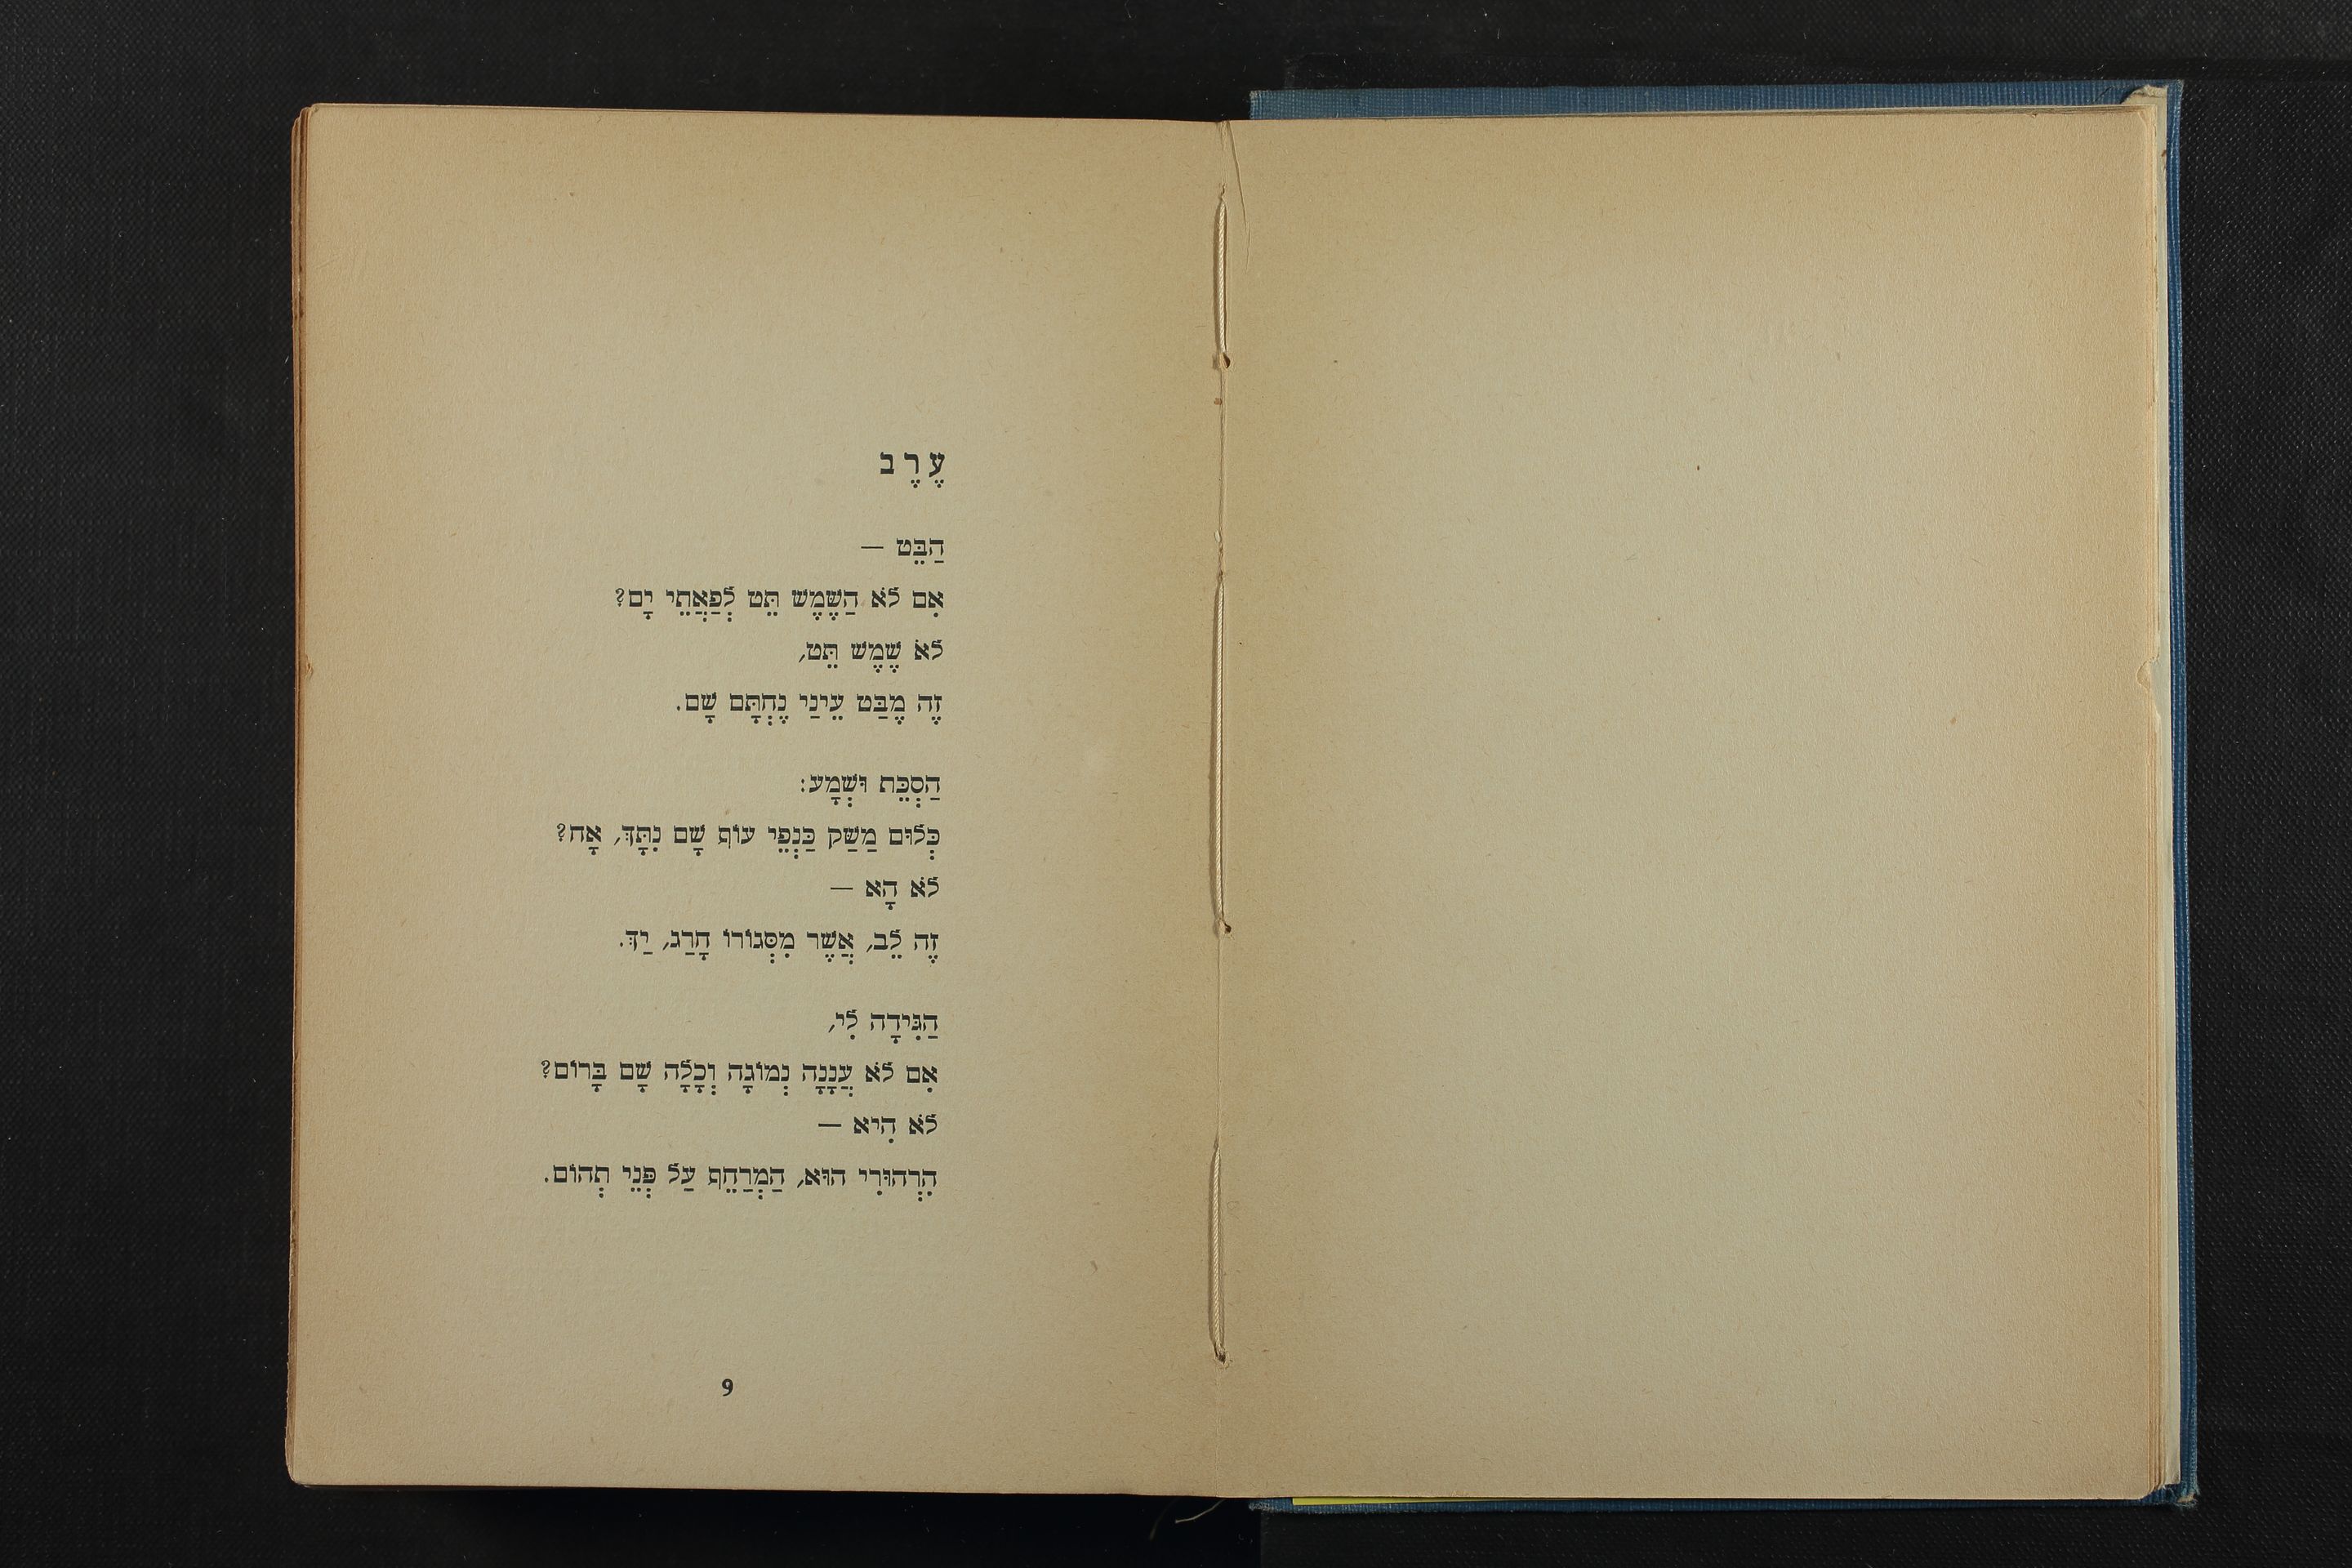 עֶרֶב
הַבֵּט —
אִם לֹא הַשֶּׁמֶשׁ תֵּט לְפַאֲתֵי יָם?
לֹא שֶׁמֶשׁ תֵּט,
זֶה מֶבַּט עֵינַי נֶחְתָּם שָׁם.
הַסְכֵּת וּשְׁמָע:
כְּלוּם מַשַּׁק כַּנְפֵי עוֹף שָׁם נִתָּךְ, אָח?
לֹא הָא —
זֶה לֵב, אֲשֶׁר מִסְּגוֹרוֹ חָרַג, יַךְ.
הַגִּידָה לִי,
אִם לֹא עֲנָנָה נְמוֹגָה וְכָלָה שָׁם בָּרוֹם?
לֹא הִיא —
הִרְהוּרִי הוּא, הַמְרַחֵף עַל פְּנֵי תְהוֹם.
9